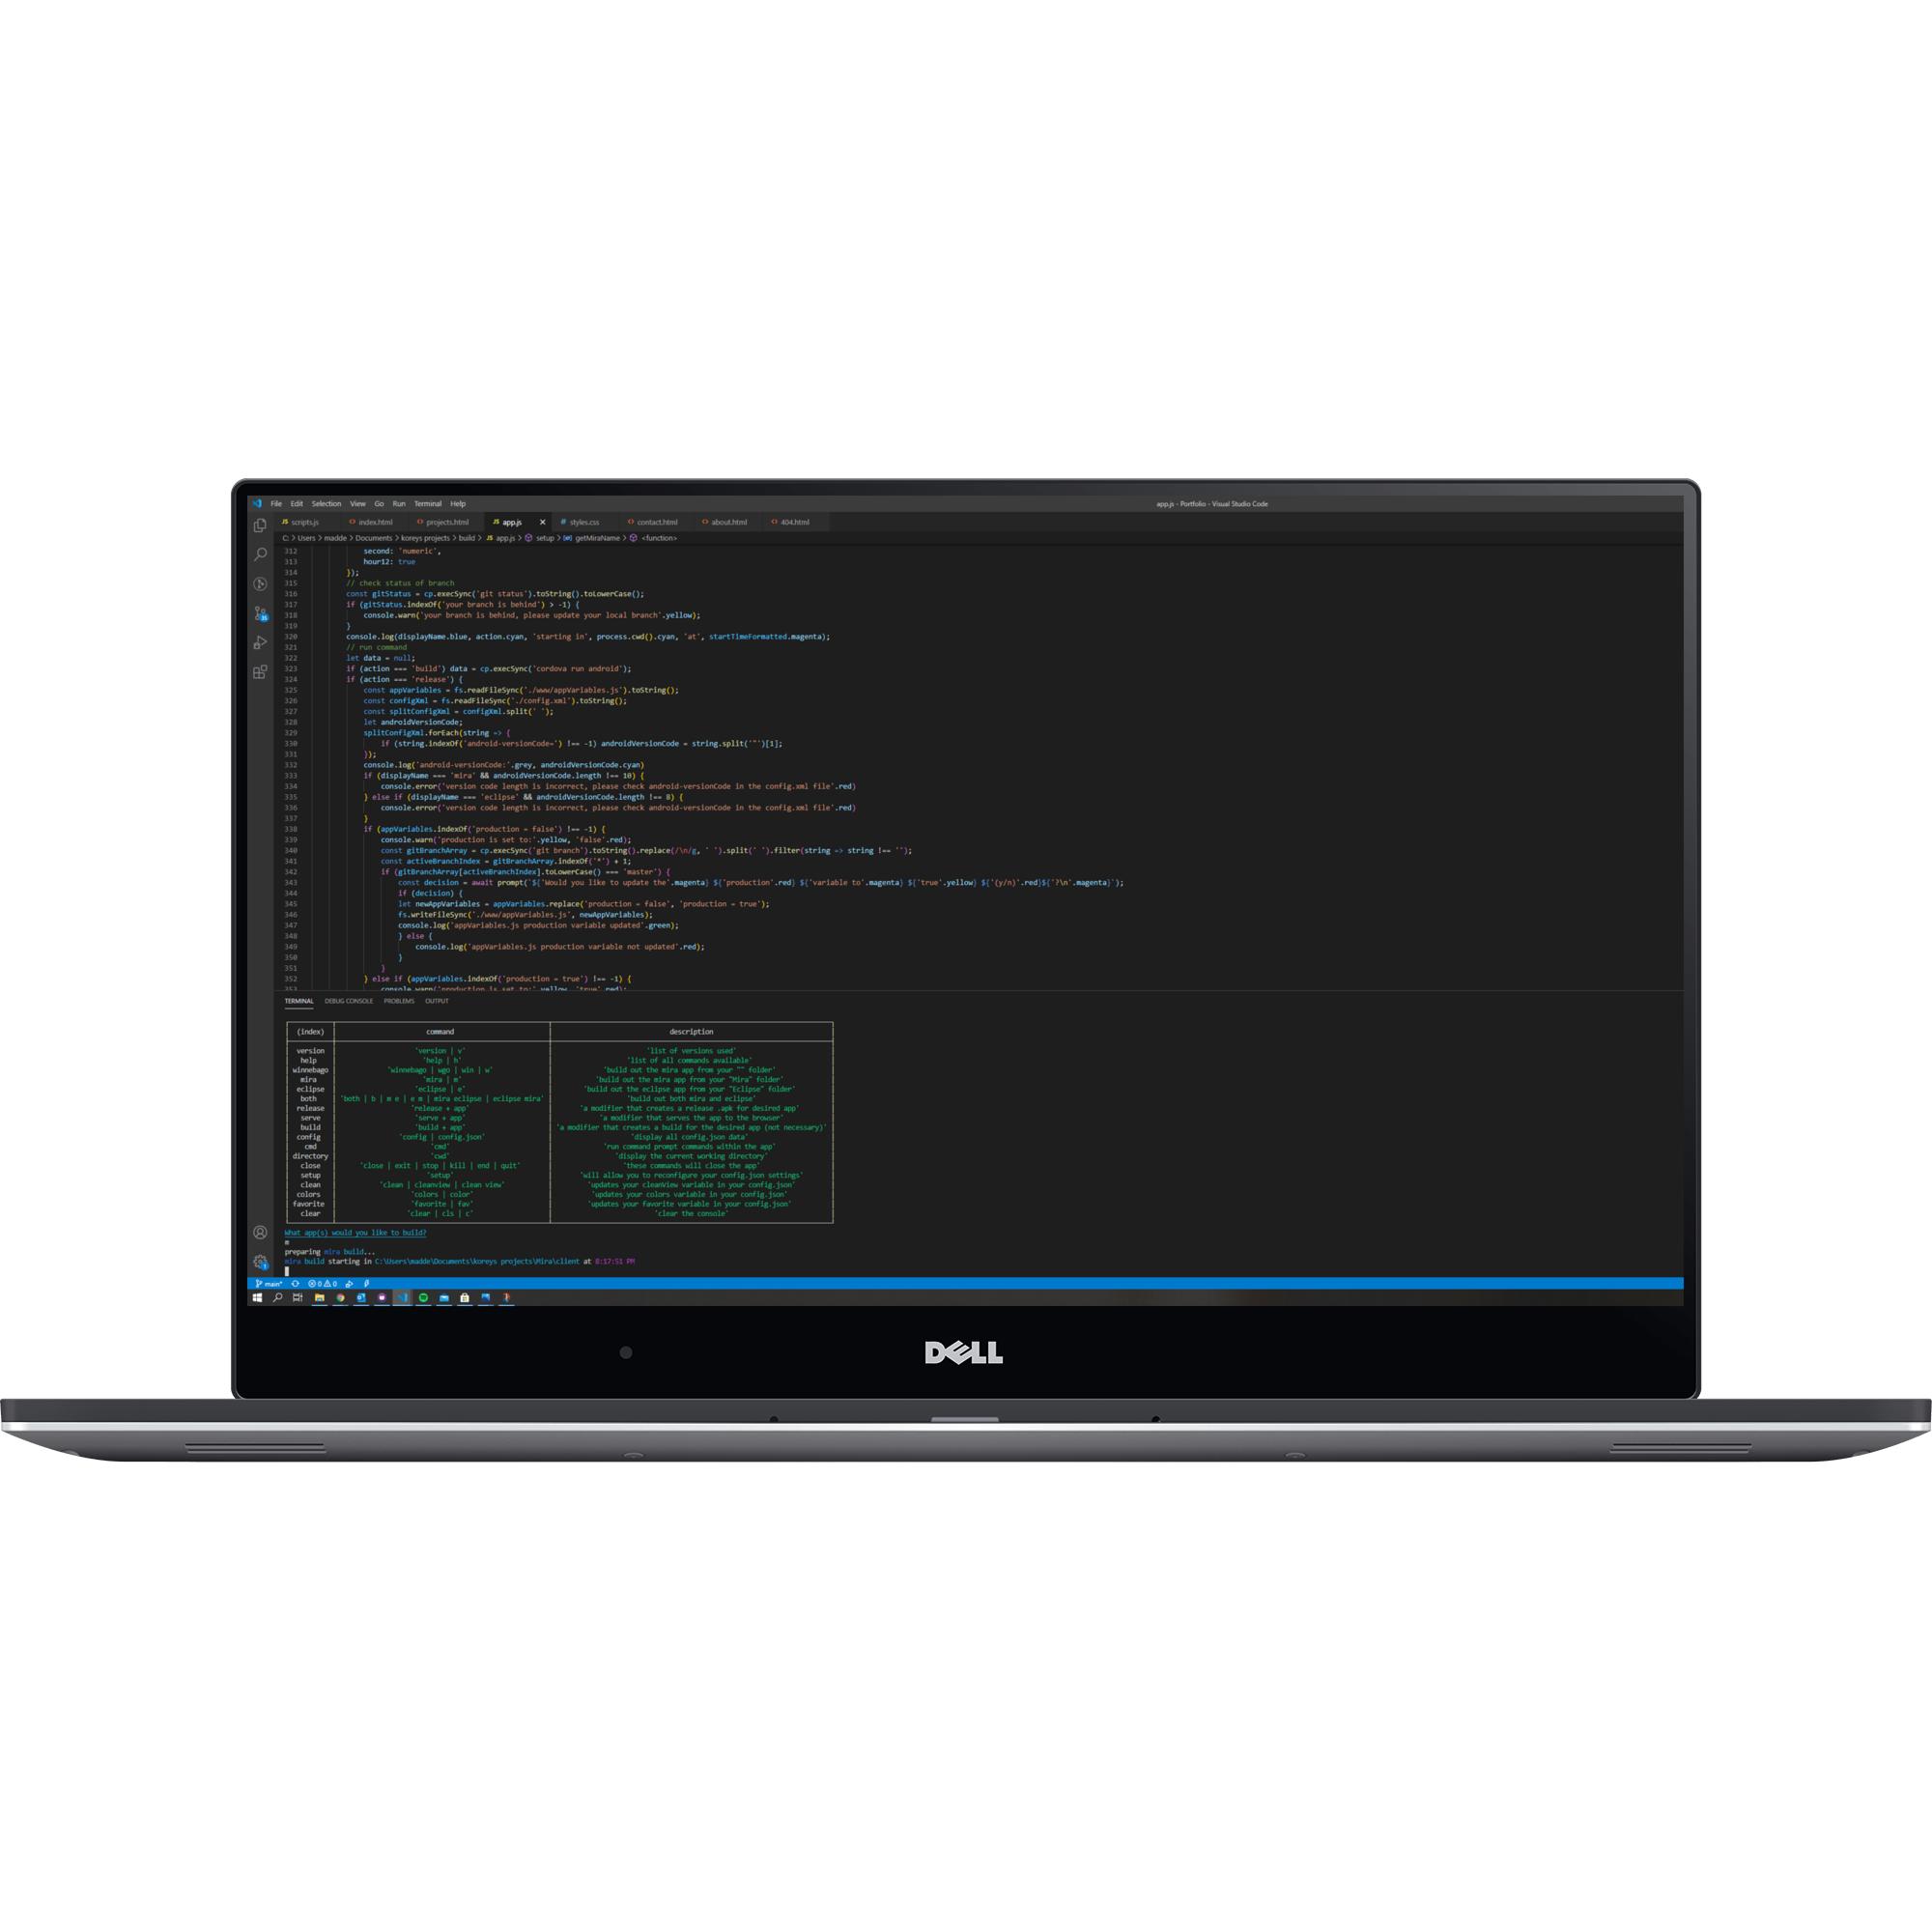 File Edit Selection View Go Run Terminal Help app.js - Portfolio - Visual Studio Code
JS scripts.js <> index.html <> projects.html JS app.js × # styles.css <> contact.html <> about.html <> 404.html
C: > Users > madde > Documents > koreys projects > build > JS app.js > setup > getMiraName > <function>
312 second: 'numeric',
313 hour12: true
314 });
315 // check status of branch
316 const gitStatus = cp.execSync('git status').toString().toLowerCase();
317 if (gitStatus.indexOf('your branch is behind') > -1) {
318 console.warn('your branch is behind, please update your local branch'.yellow);
319 }
320 console.log(displayName.blue, action.cyan, 'starting in', process.cwd().cyan, 'at', startTimeFormatted.magenta);
321 // run command
322 let data = null;
323 if (action === 'build') data = cp.execSync('cordova run android');
324 if (action === 'release') {
325 const appVariables = fs.readFileSync('./www/appVariables.js').toString();
326 const configXml = fs.readFileSync('./config.xml').toString();
327 const splitConfigXml = configXml.split(' ');
328 let androidVersionCode;
329 splitConfigXml.forEach(string => {
330 if (string.indexOf('android-versionCode=') !== -1) androidVersionCode = string.split('"')[1];
331 });
332 console.log('android-versionCode:'.grey, androidVersionCode.cyan)
333 if (displayName === 'mira' && androidVersionCode.length !== 10) {
334 console.error('version code length is incorrect, please check android-versionCode in the config.xml file'.red)
335 } else if (displayName === 'eclipse' && androidVersionCode.length !== 8) {
336 console.error('version code length is incorrect, please check android-versionCode in the config.xml file'.red)
337 }
338 if (appVariables.indexOf('production = false') !== -1) {
339 console.warn('production is set to:'.yellow, 'false'.red);
340 const gitBranchArray = cp.execSync('git branch').toString().replace(/\n/g, ' ').split(' ').filter(string => string !== '');
341 const activeBranchIndex = gitBranchArray.indexOf('*') + 1;
342 if (gitBranchArray[activeBranchIndex].toLowerCase() === 'master') {
343 const decision = await prompt(`${'Would you like to update the'.magenta} ${'production'.red} ${'variable to'.magenta} ${'true'.yellow} ${'(y/n)'.red}${'?\n'.magenta}`);
344 if (decision) {
345 let newAppVariables = appVariables.replace('production = false', 'production = true');
346 fs.writeFileSync('./www/appVariables.js', newAppVariables);
347 console.log('appVariables.js production variable updated'.green);
348 } else {
349 console.log('appVariables.js production variable not updated'.red);
350 }
351 }
352 } else if (appVariables.indexOf('production = true') !== -1) {
353 console.warn('production is set to:'.yellow, 'true'.red);
TERMINAL DEBUG CONSOLE PROBLEMS OUTPUT
(index) command description
version 'version | v' 'list of versions used'
help 'help | h' 'list of all commands available'
winnebago 'winnebago | wgo | win | w' 'build out the mira app from your "" folder'
mira 'mira | m' 'build out the mira app from your "Mira" folder'
eclipse 'eclipse | e' 'build out the eclipse app from your "Eclipse" folder'
both 'both | b | m e | e m | mira eclipse | eclipse mira' 'build out both mira and eclipse'
release 'release + app' 'a modifier that creates a release .apk for desired app'
serve 'serve + app' 'a modifier that serves the app to the browser'
build 'build + app' 'a modifier that creates a build for the desired app (not necessary)'
config 'config | config.json' 'display all config.json data'
cmd 'cmd' 'run command prompt commands within the app'
directory 'cwd' 'display the current working directory'
close 'close | exit | stop | kill | end | quit' 'these commands will close the app'
setup 'setup' 'will allow you to reconfigure your config.json settings'
clean 'clean | cleanview | clean view' 'updates your cleanView variable in your config.json'
colors 'colors | color' 'updates your colors variable in your config.json'
favorite 'favorite | fav' 'updates your favorite variable in your config.json'
clear 'clear | cls | c' 'clear the console'
What app(s) would you like to build?
m
preparing mira build...
mira build starting in C:\Users\madde\Documents\koreys projects\Mira\client at 8:17:51 PM
main* 0 0
DELL